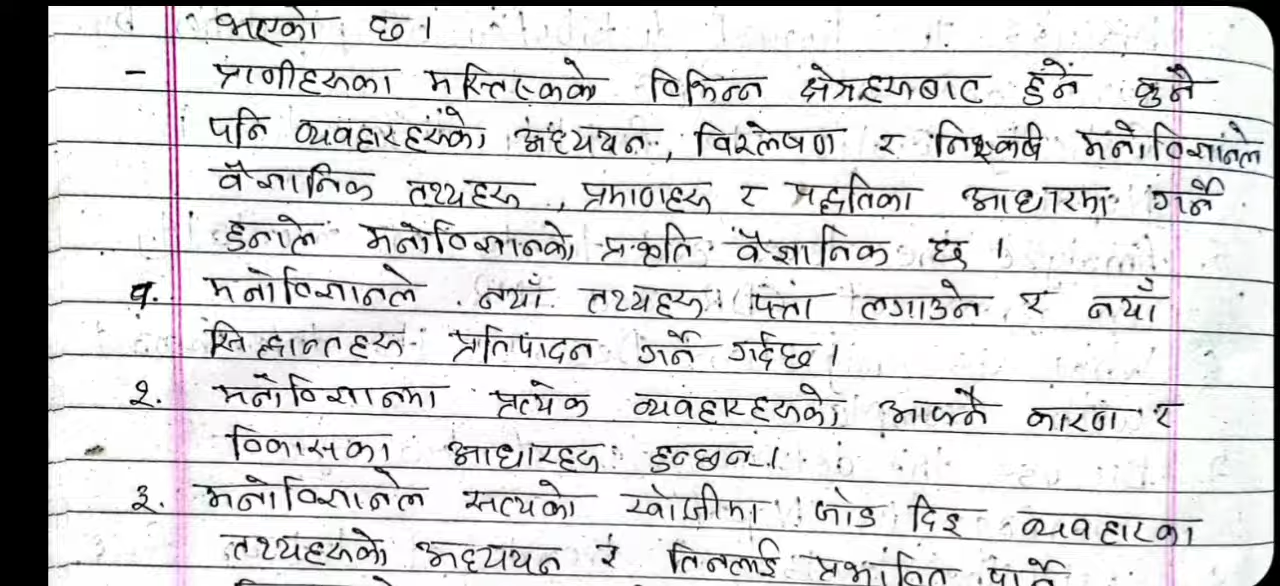 भएको छ।
- प्राणीहरूका मस्तिष्कके विभिन्न क्षेत्रहरूबाट हुने कुनै
पनि व्यवहारहरूको अध्ययन, विश्लेषण र निश्कर्ष मनोविज्ञानले
वैज्ञानिक तथ्यहरू, प्रमाणहरू र पद्धतिका आधारमा गर्ने
हुनाले मनोविज्ञानको प्रकृति वैज्ञानिक छ ।
१. मनोविज्ञानले नयाँ तथ्यहरू पत्ता लगाउने र नयाँ
सिद्धान्तहरू प्रतिपादन गर्ने गर्दछ।
२. मनोविज्ञानमा प्रत्येक व्यवहारहरूको आफ्नै कारण र
विकासका आधारहरू हुन्छन्।
३. मनोविज्ञानले सत्यको खोजीमा जोड दिइ व्यवहारका
तथ्यहरूको अध्ययन र तिनलाई